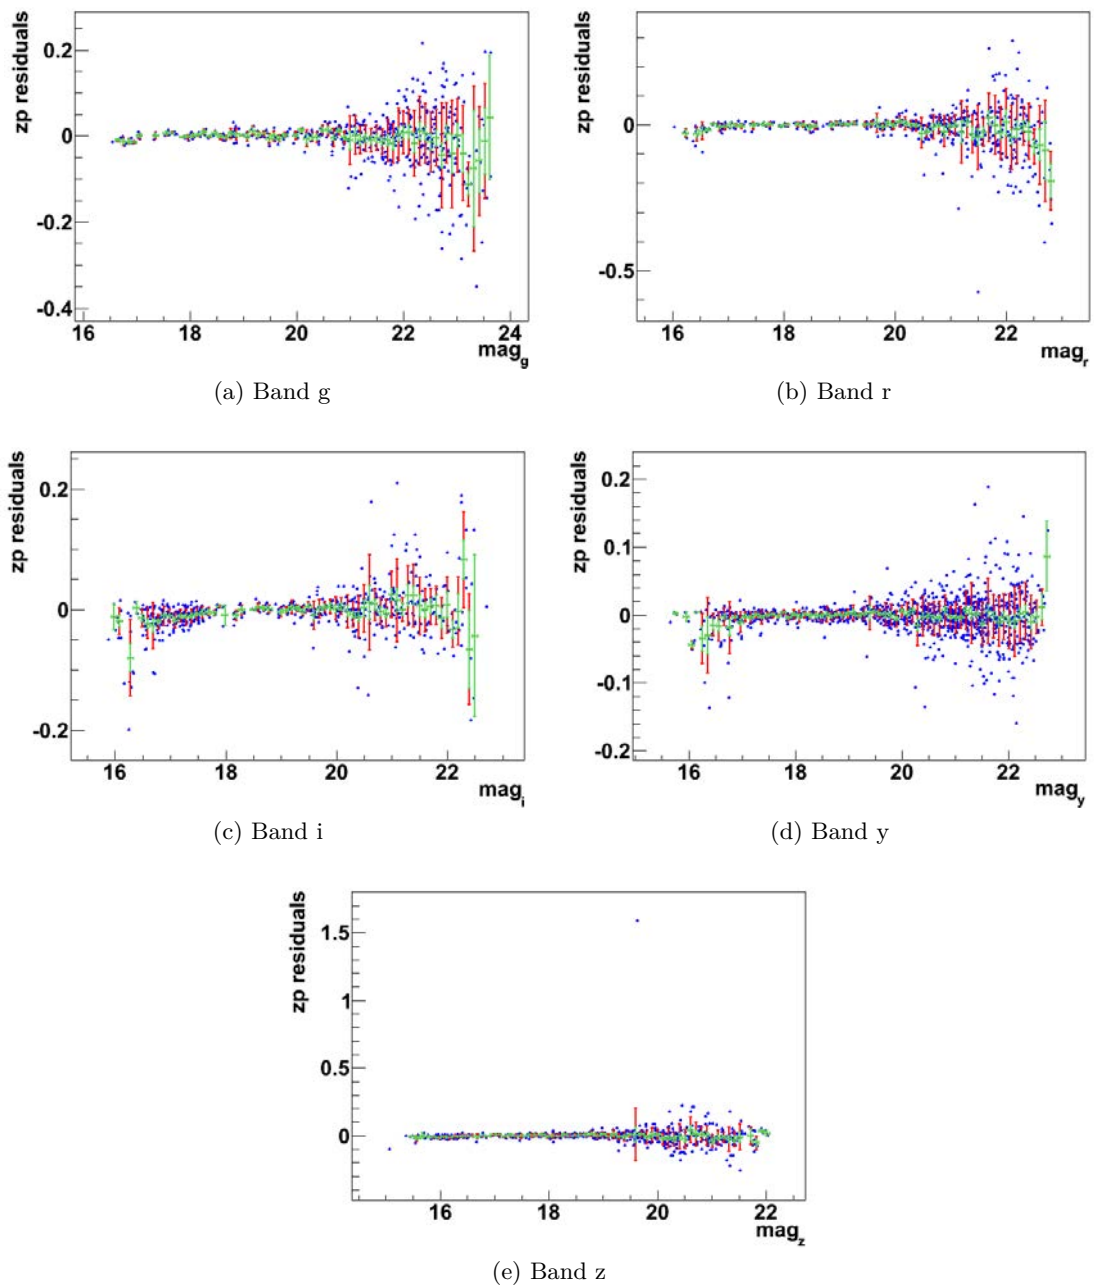 zp residuals
0.2
0
-0.2
-0.4
16 18 20 22 24
mag_g
(a) Band g
zp residuals
0
-0.5
16 18 20 22
mag_r
(b) Band r
zp residuals
0.2
0
-0.2
16 18 20 22
mag_i
(c) Band i
zp residuals
0.2
0.1
0
-0.1
-0.2
16 18 20 22
mag_y
(d) Band y
zp residuals
1.5
1
0.5
0
16 18 20 22
mag_z
(e) Band z